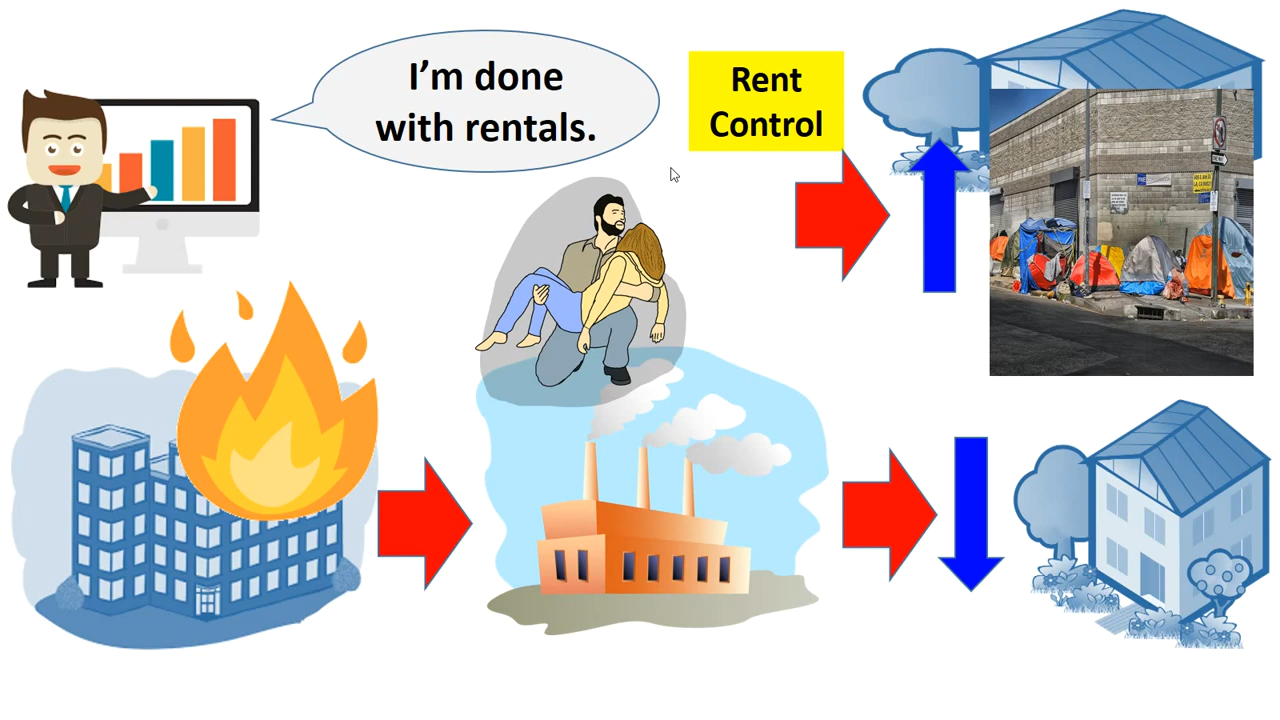 I'm done
with rentals.
Rent
Control